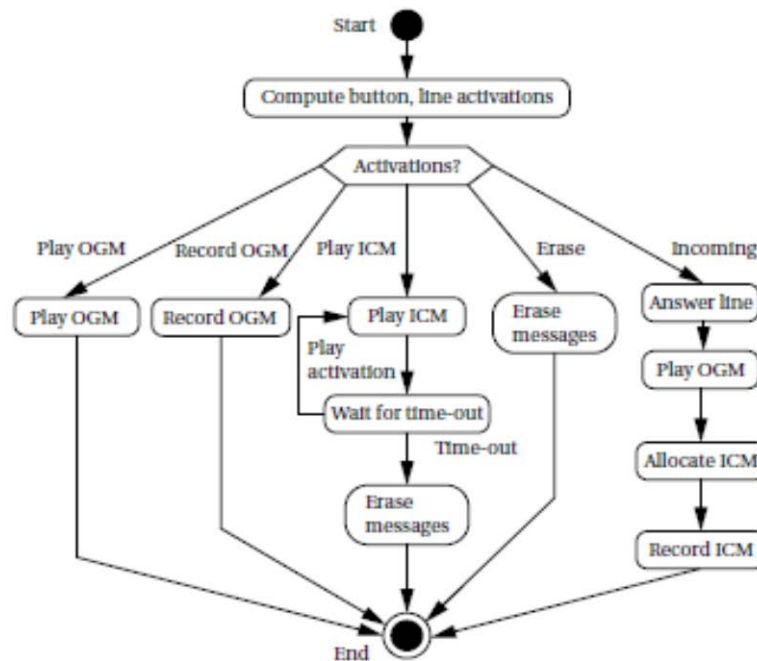 Start
Compute button, line activations
Activations?
Play OGM
Record OGM
Play ICM
Erase
Incoming
Play OGM
Record OGM
Play ICM
Erase
messages
Answer line
Play
activation
Play OGM
Wait for time-out
Time-out
Allocate ICM
Erase
messages
Record ICM
End